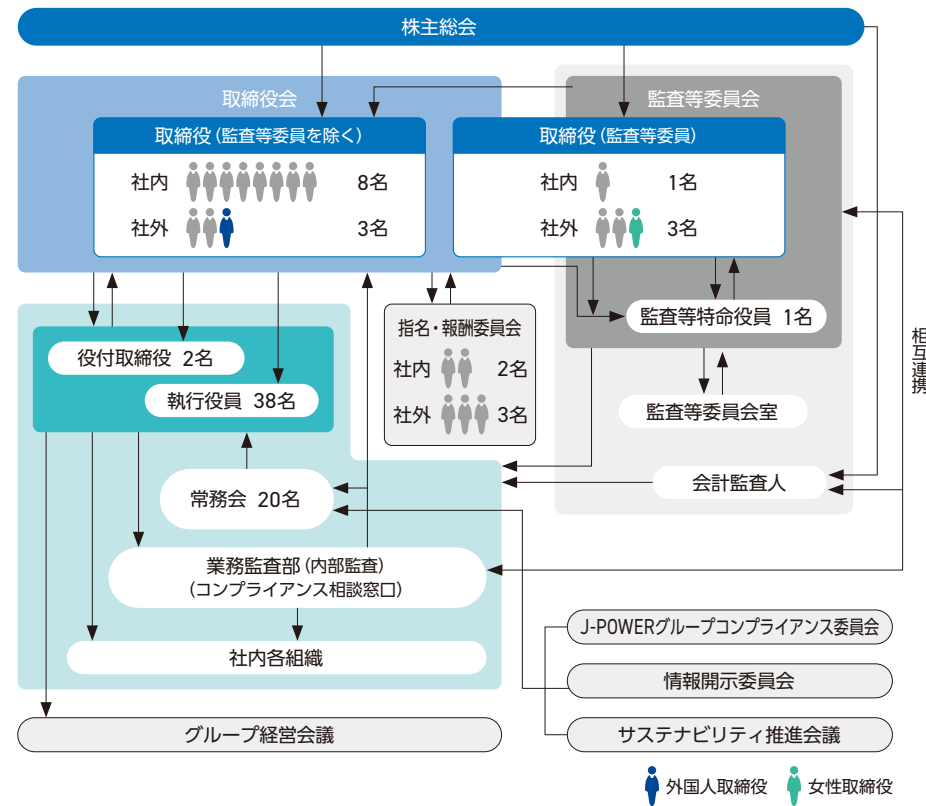 株主総会
取締役会
監査等委員会
取締役(監査等委員を除く)
社内 8名
社外 3名
取締役(監査等委員)
社内 1名
社外 3名
監査等特命役員 1名
指名・報酬委員会
社内 2名
社外 3名
役付取締役 2名
執行役員 38名
監査等委員会室
相互連携
常務会 20名
会計監査人
業務監査部(内部監査)
(コンプライアンス相談窓口)
社内各組織
J-POWERグループコンプライアンス委員会
情報開示委員会
グループ経営会議
サステナビリティ推進会議
外国人取締役
女性取締役